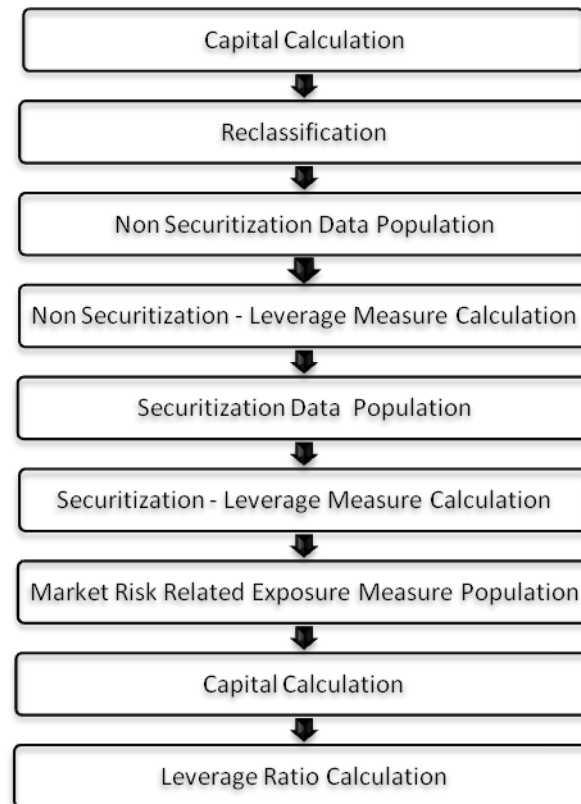 Capital Calculation
Reclassification
Non Securitization Data Population
Non Securitization - Leverage Measure Calculation
Securitization Data Population
Securitization - Leverage Measure Calculation
Market Risk Related Exposure Measure Population
Capital Calculation
Leverage Ratio Calculation